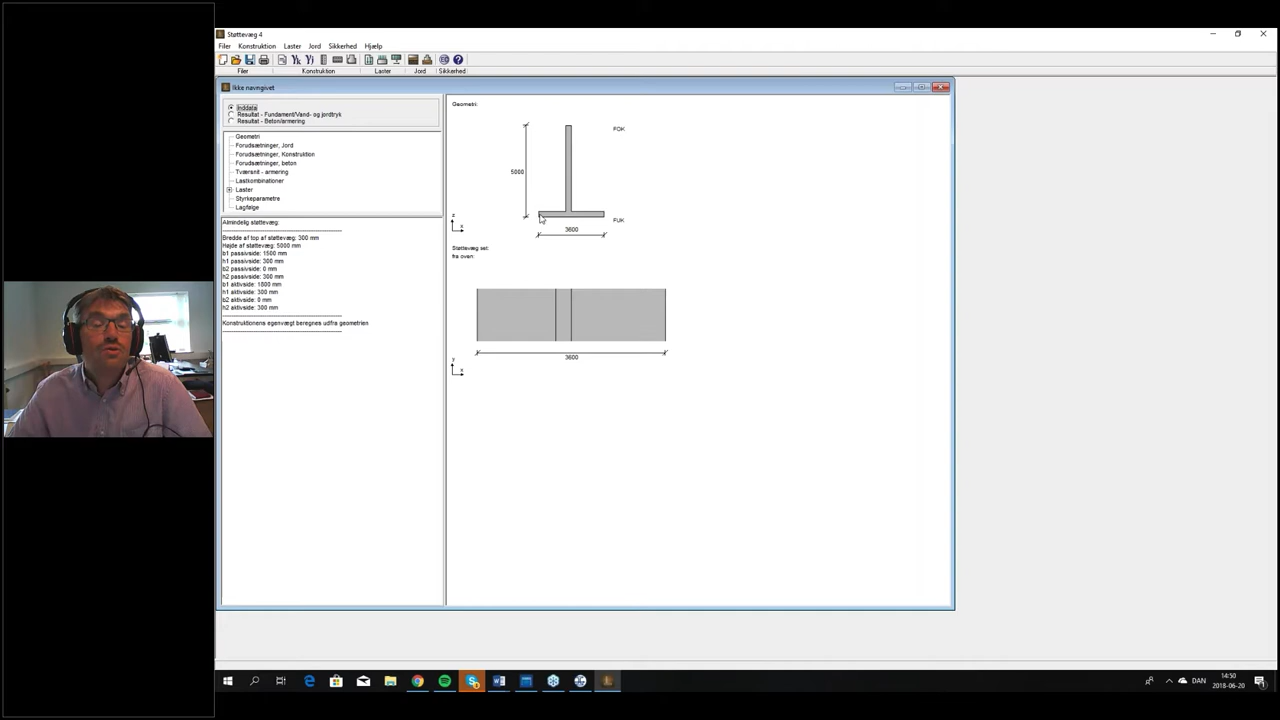 Støttevæg 4
Filer Konstruktion Laster Jord Sikkerhed Hjælp
Filer Konstruktion Laster Jord Sikkerhed
Ikke navngivet
Inddata
Resultat - Fundament/Vand- og jordtryk
Resultat - Beton/armering
Geometri
Forudsætninger, Jord
Forudsætninger, Konstruktion
Forudsætninger, beton
Tværsnit - armering
Lastkombinationer
Laster
Styrkeparametre
Lagfølge
Almindelig støttevæg:
Bredde af top af støttevæg: 300 mm
Højde af støttevæg: 5000 mm
b1 passivside: 1500 mm
h1 passivside: 300 mm
b2 passivside: 0 mm
h2 passivside: 300 mm
b1 aktivside: 1800 mm
h1 aktivside: 300 mm
b2 aktivside: 0 mm
h2 aktivside: 300 mm
Konstruktionens egenvægt beregnes udfra geometrien
Geometri:
FOK
5000
FUK
z
x
3600
Støttevæg set
fra oven:
3600
y
x
DAN
14:50
2018-06-20